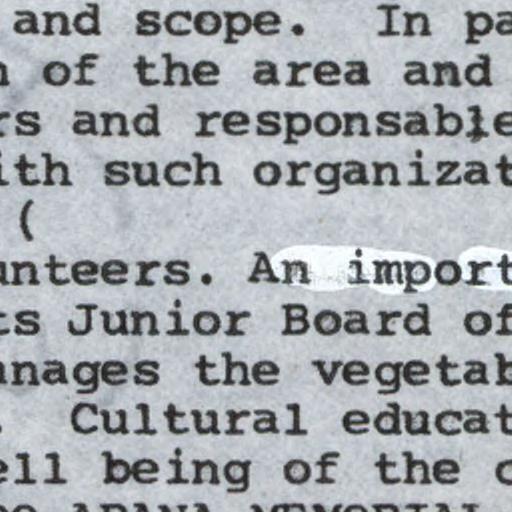 and scope. In pa
n of the area and
rs and responsable
ith such organizat
(
unteers. An import
ts Junior Board of
anages the vegetab
. Cultural educat
ell being of the c